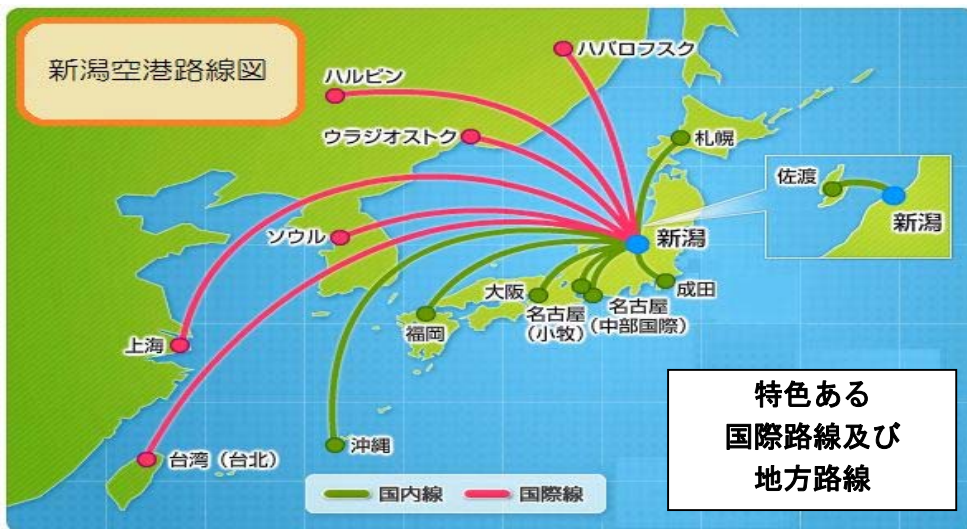 新潟空港路線図
ハバロフスク
ハルビン
ウラジオストク
札幌
佐渡
新潟
ソウル
新潟
大阪
名古屋
(小牧)
名古屋
(中部国際)
成田
福岡
上海
沖縄
台湾(台北)
国内線
国際線
特色ある
国際路線及び
地方路線